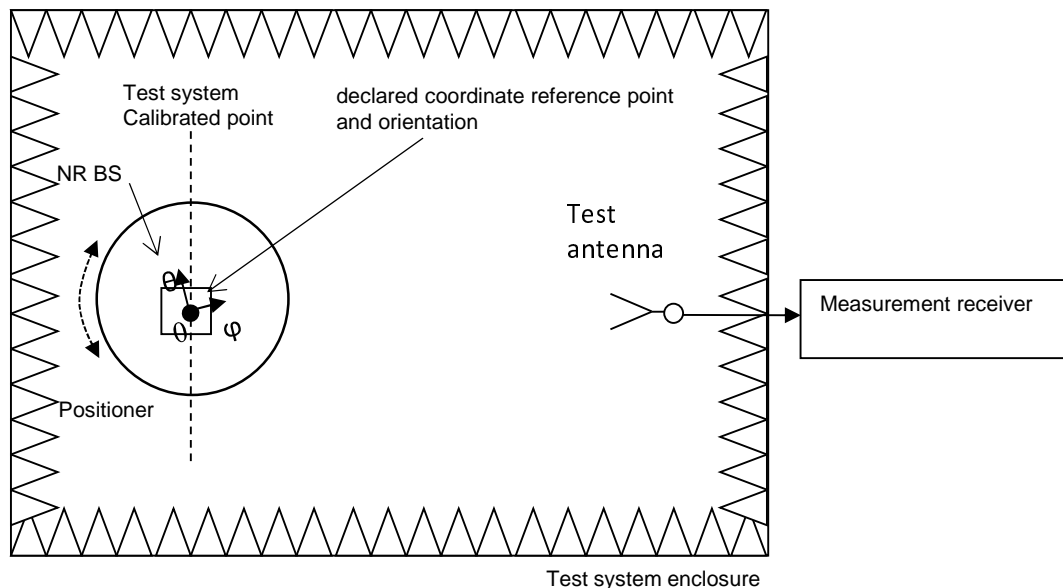 Test system
Calibrated point
declared coordinate reference point
and orientation
NR BS
Test
antenna
Measurement receiver
θ
0
φ
Positioner
Test system enclosure